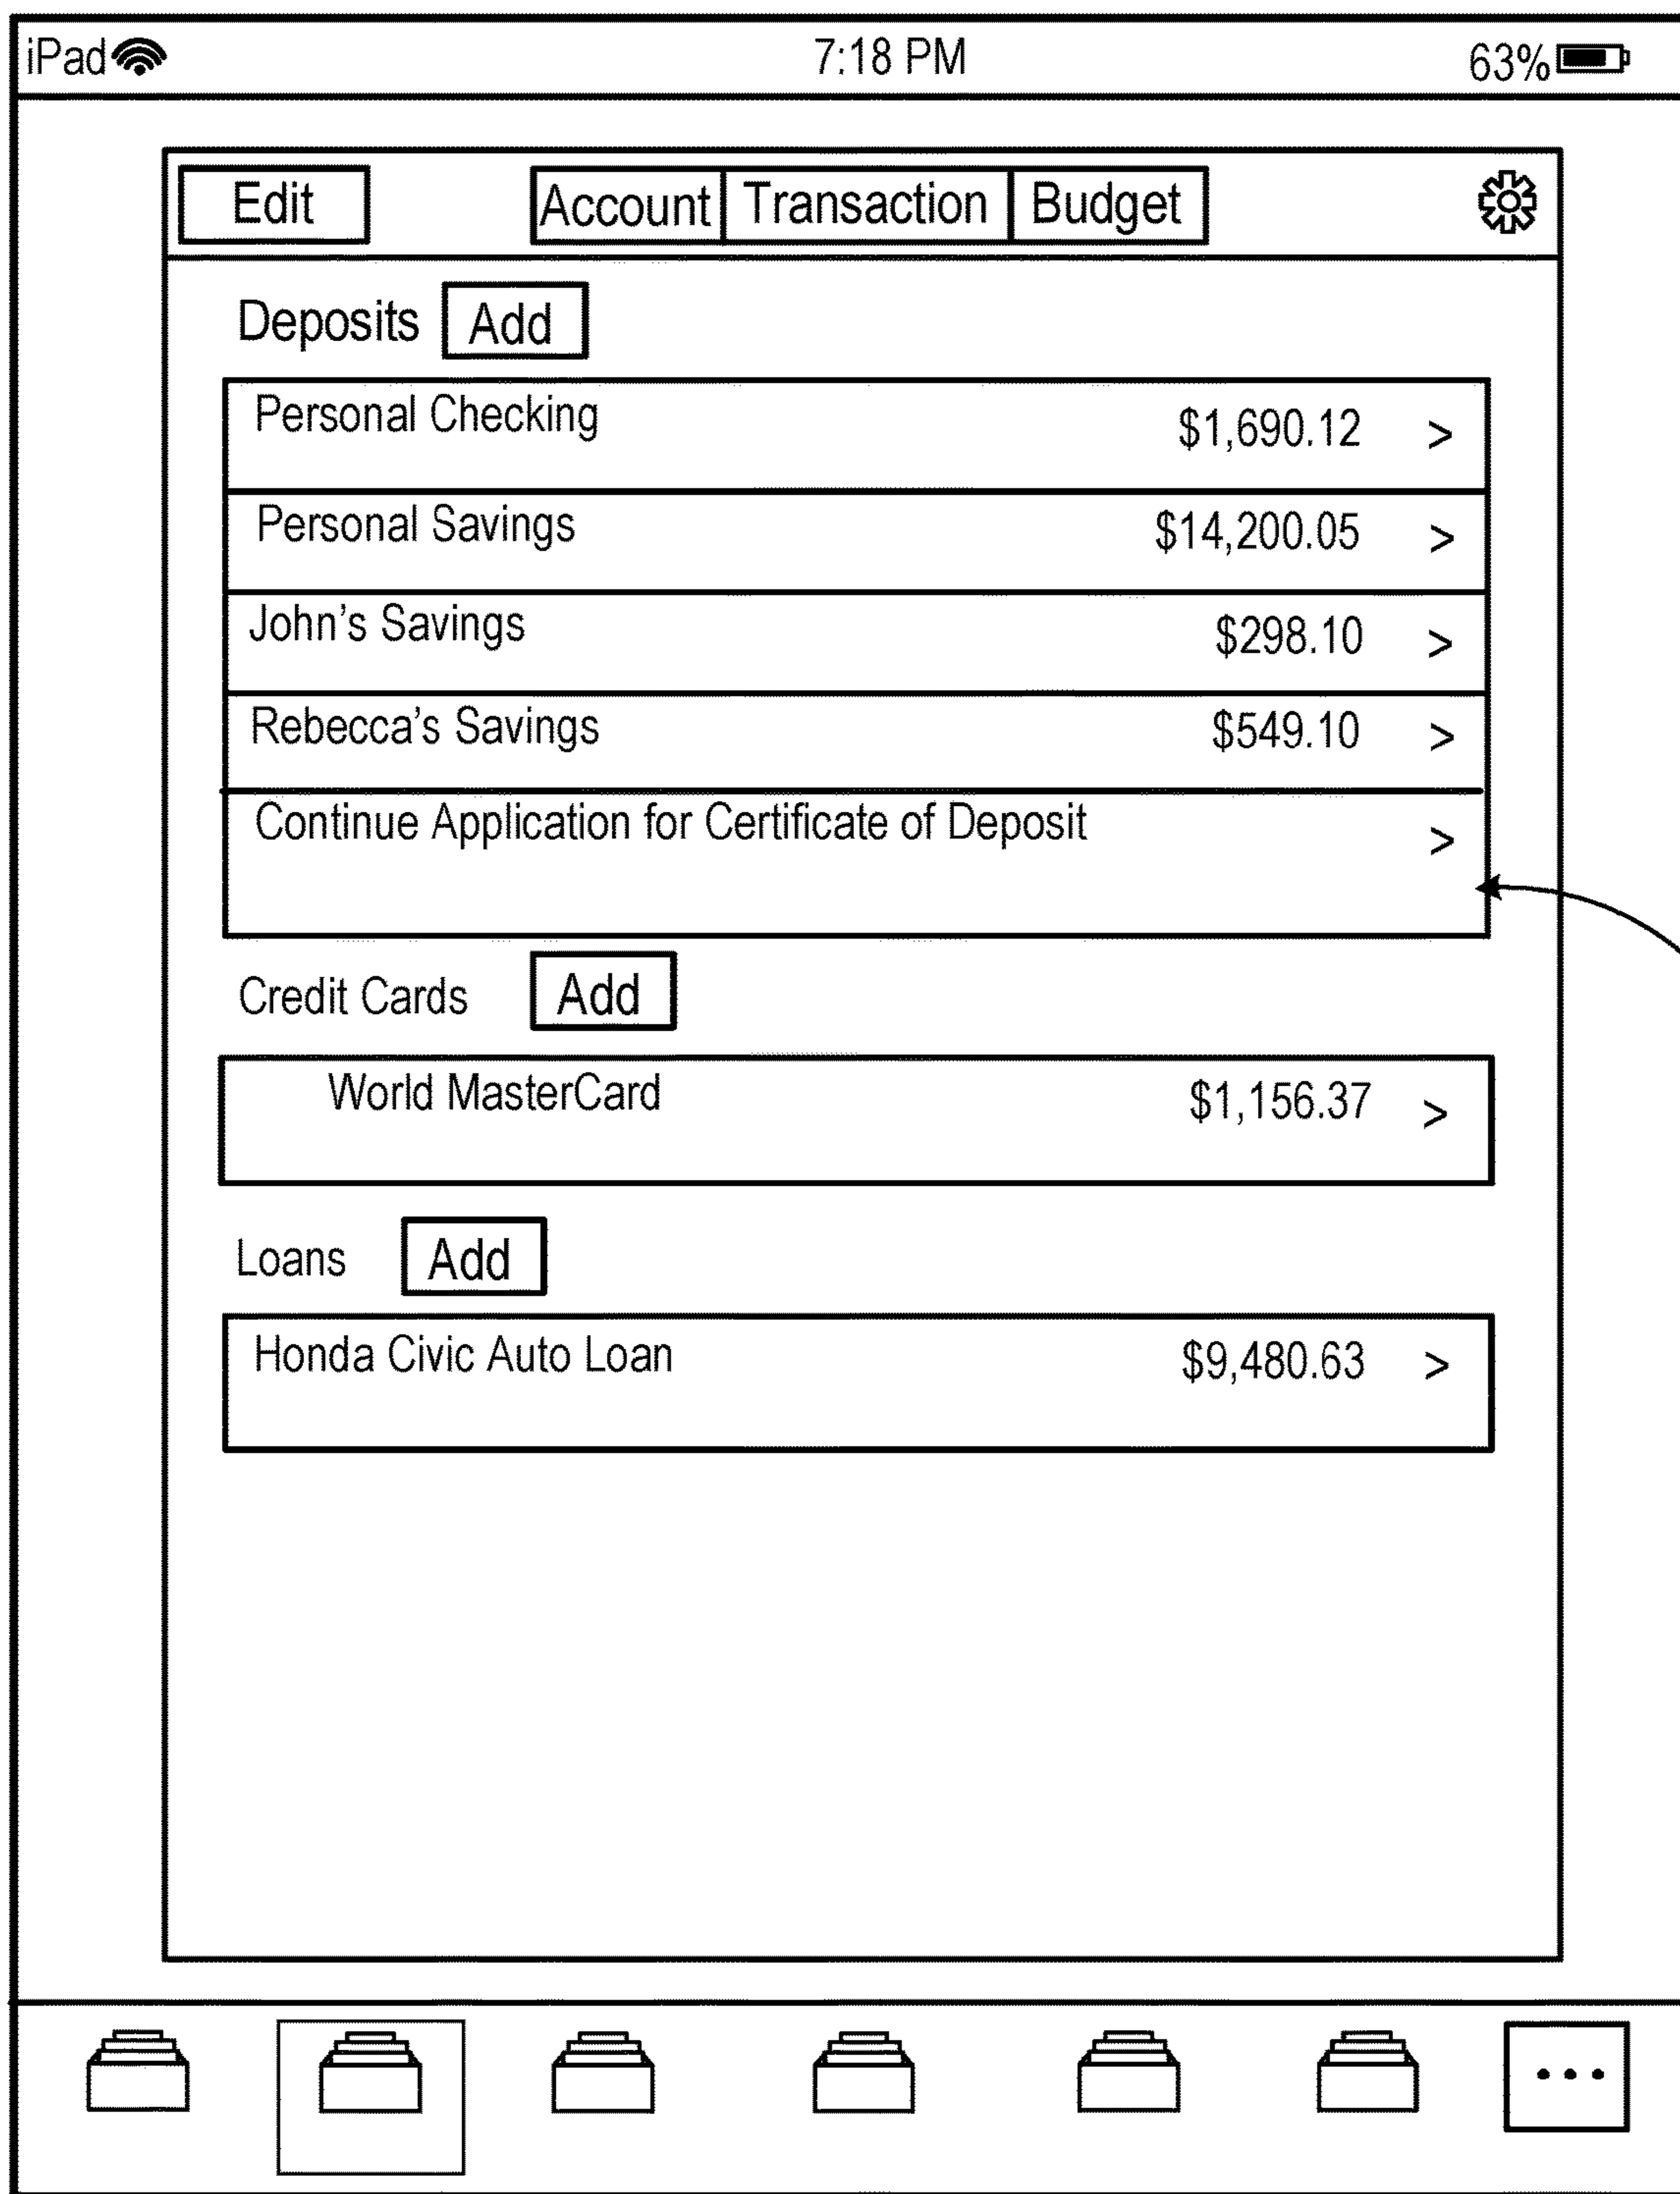 iPad 7:18 PM 63%
Edit Account Transaction Budget
Deposits Add
Personal Checking $1,690.12 >
Personal Savings $14,200.05 >
John's Savings $298.10 >
Rebecca's Savings $549.10 >
Continue Application for Certificate of Deposit >
Credit Cards Add
World MasterCard $1,156.37 >
Loans Add
Honda Civic Auto Loan $9,480.63 >
...